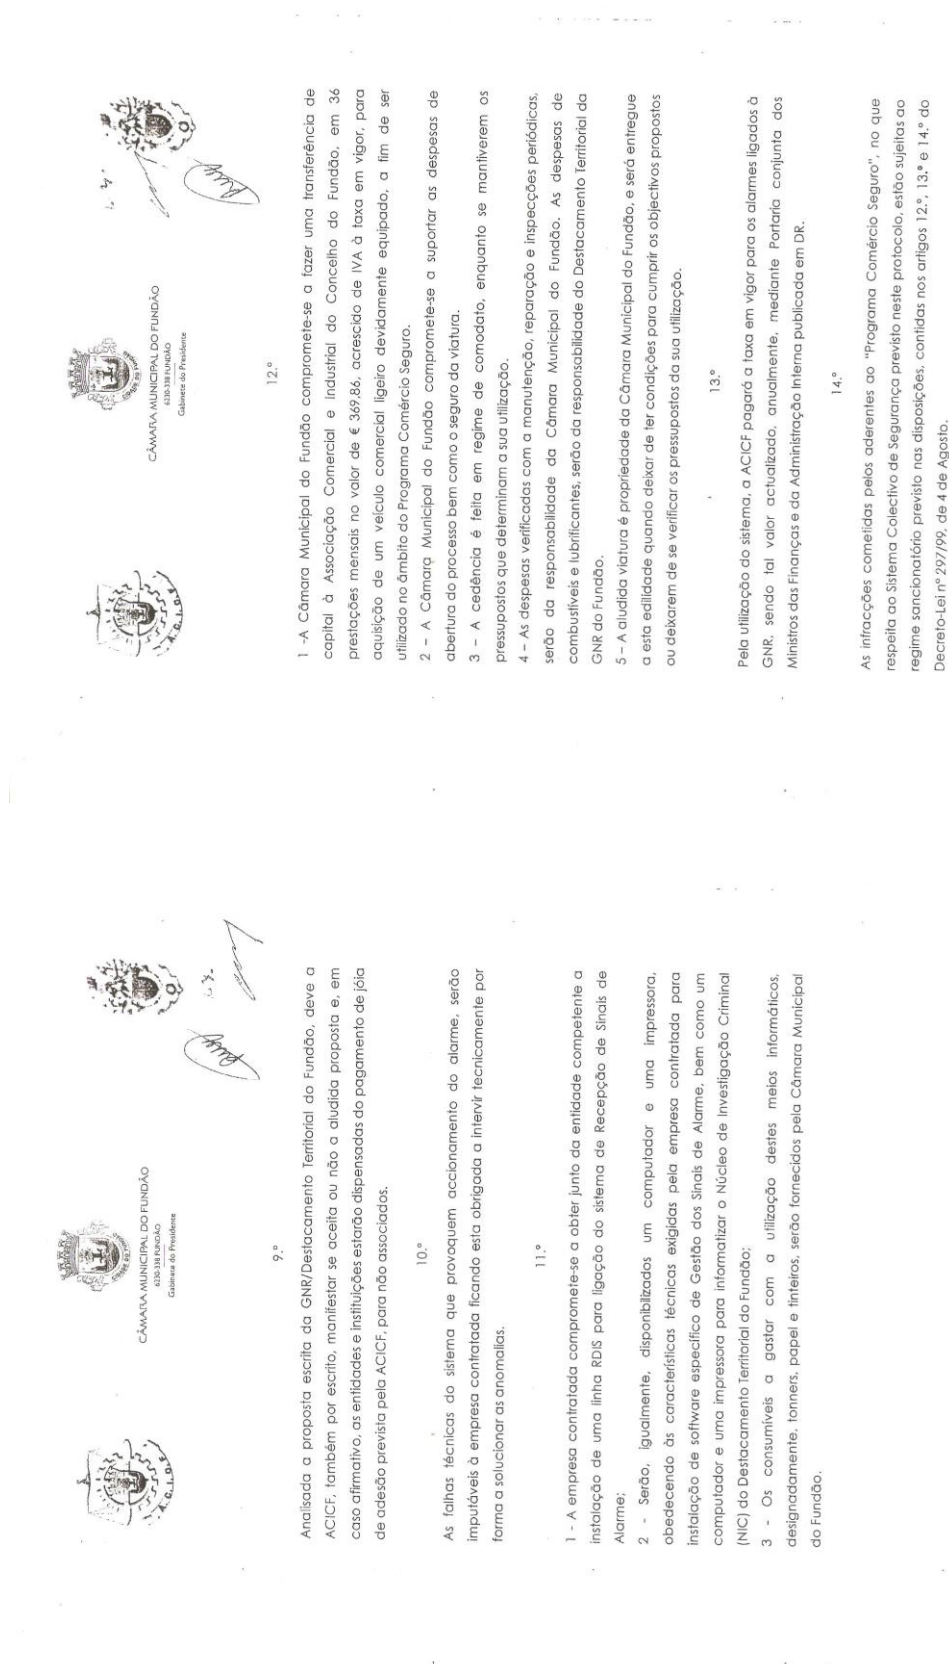 CÂMARA MUNICIPAL DO FUNDÃO
6230-338 FUNDÃO
Gabinete do Presidente
9.º
Analisada a proposta escrita da GNR/Destacamento Territorial do Fundão, deve a
ACICF, também por escrito, manifestar se aceita ou não a aludida proposta e, em
caso afirmativo, as entidades e instituições estarão dispensadas do pagamento de jóia
de adesão prevista pela ACICF, para não associados.
10.º
As falhas técnicas do sistema que provoquem accionamento do alarme, serão
imputáveis à empresa contratada ficando esta obrigada a intervir tecnicamente por
forma a solucionar as anomalias.
11.º
1 - A empresa contratada compromete-se a obter junto da entidade competente a
instalação de uma linha RDIS para ligação do sistema de Recepção de Sinais de
Alarme;
2 - Serão, igualmente, disponibilizados um computador e uma impressora,
obedecendo às características técnicas exigidas pela empresa contratada para
instalação de software específico de Gestão dos Sinais de Alarme, bem como um
computador e uma impressora para informatizar o Núcleo de Investigação Criminal
(NIC) do Destacamento Territorial do Fundão;
3 - Os consumíveis a gastar com a utilização destes meios informáticos,
designadamente, tonners, papel e tinteiros, serão fornecidos pela Câmara Municipal
do Fundão.
CÂMARA MUNICIPAL DO FUNDÃO
6230-338 FUNDÃO
Gabinete do Presidente
12.º
1 -A Câmara Municipal do Fundão compromete-se a fazer uma transferência de
capital à Associação Comercial e Industrial do Concelho do Fundão, em 36
prestações mensais no valor de € 369,86, acrescido de IVA à taxa em vigor, para
aquisição de um veículo comercial ligeiro devidamente equipado, a fim de ser
utilizado no âmbito do Programa Comércio Seguro.
2 – A Câmara Municipal do Fundão compromete-se a suportar as despesas de
abertura do processo bem como o seguro da viatura.
3 – A cedência é feita em regime de comodato, enquanto se mantiverem os
pressupostos que determinam a sua utilização.
4 – As despesas verificadas com a manutenção, reparação e inspecções periódicas,
serão da responsabilidade da Câmara Municipal do Fundão. As despesas de
combustíveis e lubrificantes, serão da responsabilidade do Destacamento Territorial da
GNR do Fundão.
5 – A aludida viatura é propriedade da Câmara Municipal do Fundão, e será entregue
a esta edilidade quando deixar de ter condições para cumprir os objectivos propostos
ou deixarem de se verificar os pressupostos da sua utilização.
13.º
Pela utilização do sistema, a ACICF pagará a taxa em vigor para os alarmes ligados à
GNR, sendo tal valor actualizado, anualmente, mediante Portaria conjunta dos
Ministros das Finanças e da Administração Interna publicada em DR.
14.º
As infracções cometidas pelos aderentes ao "Programa Comércio Seguro", no que
respeita ao Sistema Colectivo de Segurança previsto neste protocolo, estão sujeitas ao
regime sancionatório previsto nas disposições, contidas nos artigos 12.º, 13.º e 14.º do
Decreto-Lei nº 297/99, de 4 de Agosto.